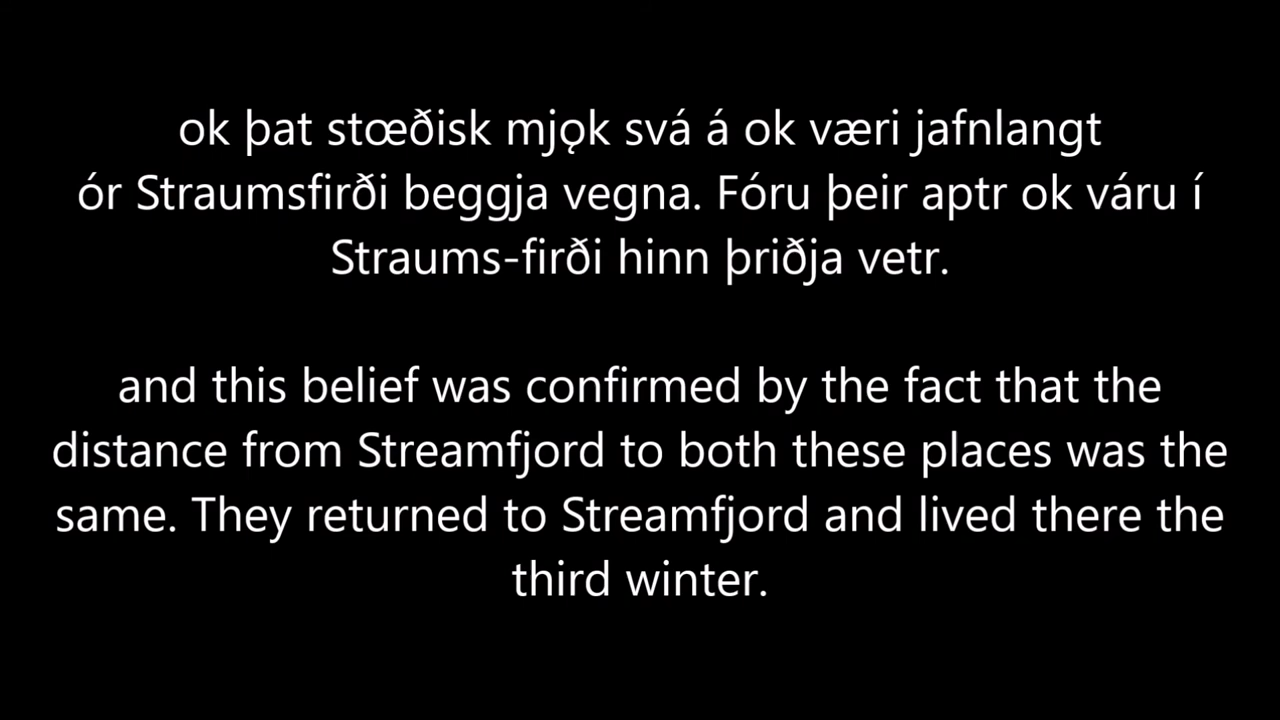 ok þat stœðisk mjǫk svá á ok væri jafnlangt
ór Straumsfirði beggja vegna. Fóru þeir aptr ok váru í
Straums-firði hinn þriðja vetr.
and this belief was confirmed by the fact that the
distance from Streamfjord to both these places was the
same. They returned to Streamfjord and lived there the
third winter.